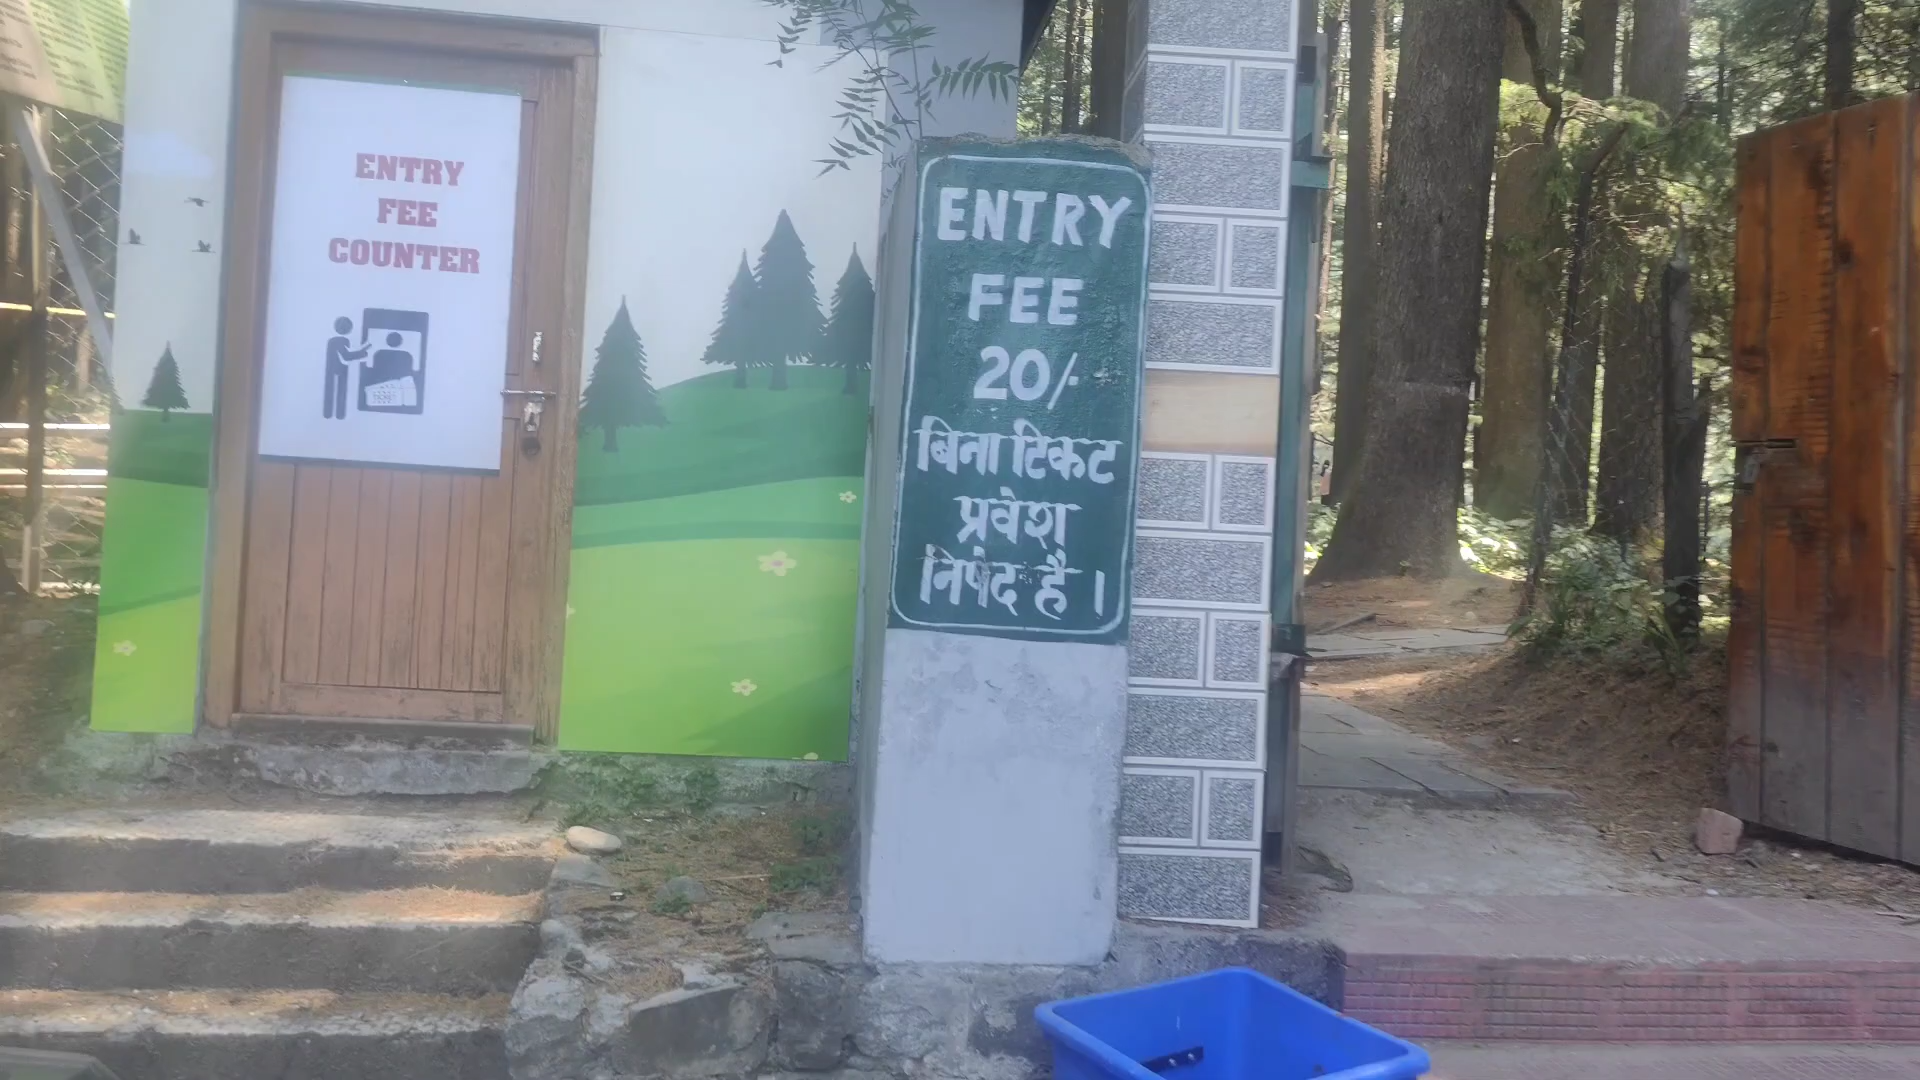 ENTRY
FEE
COUNTER
ENTRY
FEE
20/-
बिना टिकट
प्रवेश
निपेद है।